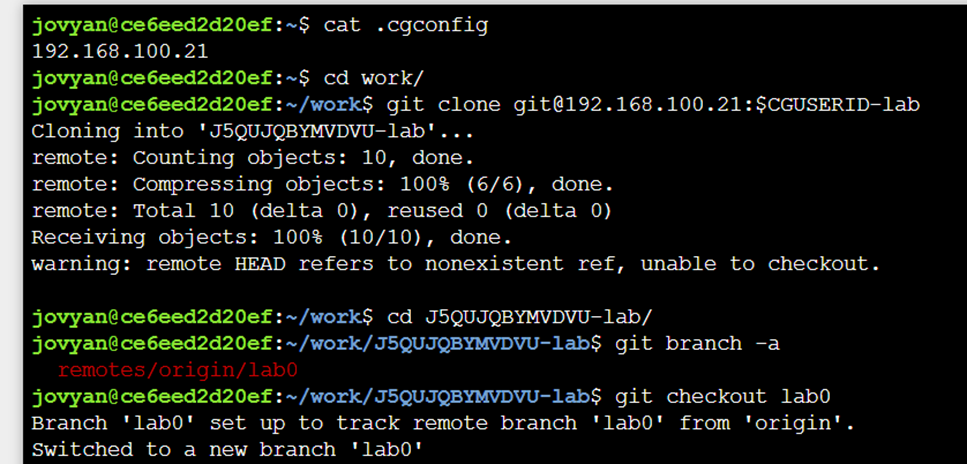 jovyan@ce6eed2d20ef:~$ cat .cgconfig
192.168.100.21
jovyan@ce6eed2d20ef:~$ cd work/
jovyan@ce6eed2d20ef:~/work$ git clone git@192.168.100.21:$CGUSERID-lab
Cloning into 'J5QUJQBYMVDVU-lab'...
remote: Counting objects: 10, done.
remote: Compressing objects: 100% (6/6), done.
remote: Total 10 (delta 0), reused 0 (delta 0)
Receiving objects: 100% (10/10), done.
warning: remote HEAD refers to nonexistent ref, unable to checkout.
jovyan@ce6eed2d20ef:~/work$ cd J5QUJQBYMVDVU-lab/
jovyan@ce6eed2d20ef:~/work/J5QUJQBYMVDVU-lab$ git branch -a
remotes/origin/lab0
jovyan@ce6eed2d20ef:~/work/J5QUJQBYMVDVU-lab$ git checkout lab0
Branch 'lab0' set up to track remote branch 'lab0' from 'origin'.
Switched to a new branch 'lab0'